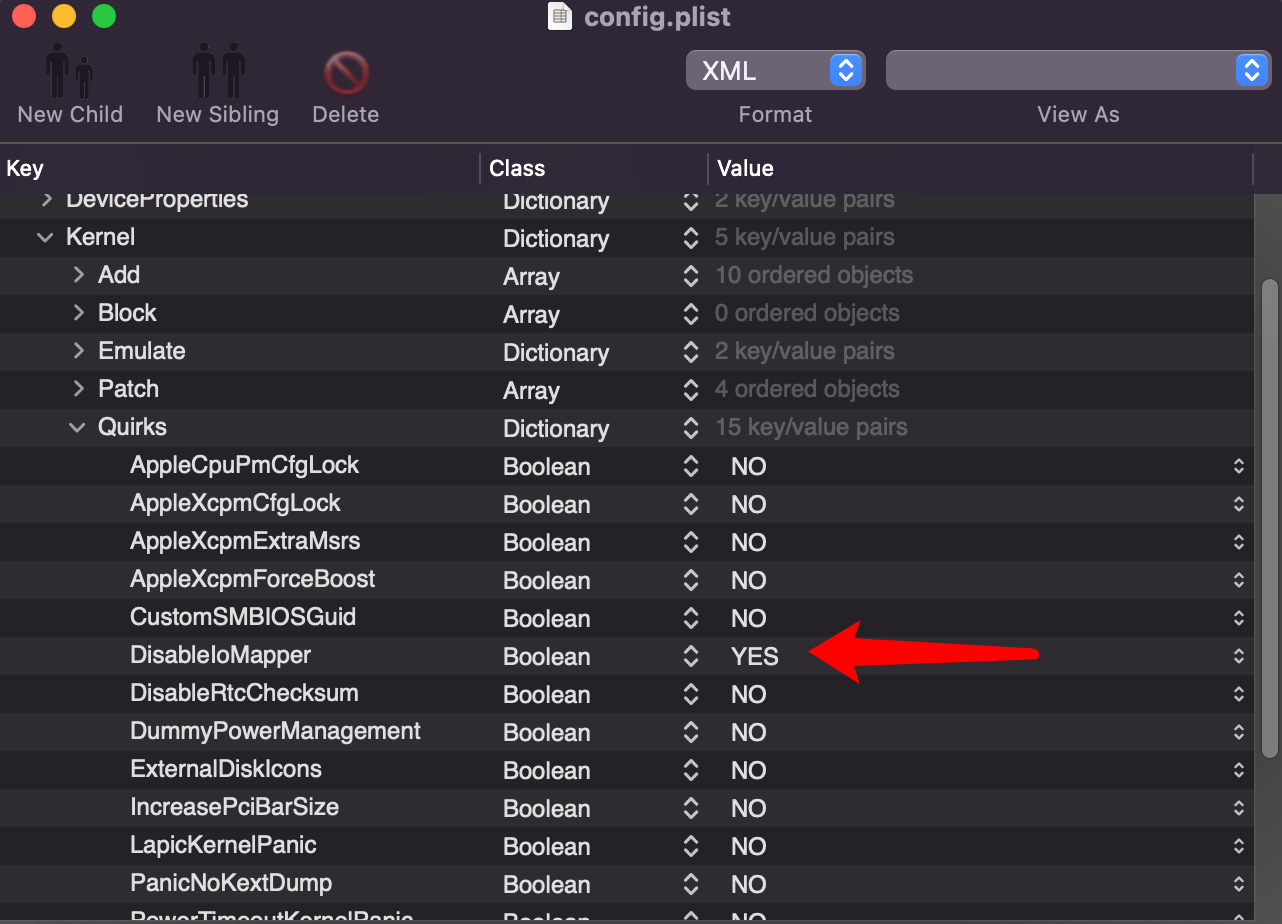 config.plist
New Child New Sibling Delete XML Format View As
Key Class Value
DeviceProperties Dictionary 2 key/value pairs
Kernel Dictionary 5 key/value pairs
Add Array 10 ordered objects
Block Array 0 ordered objects
Emulate Dictionary 2 key/value pairs
Patch Array 4 ordered objects
Quirks Dictionary 15 key/value pairs
AppleCpuPmCfgLock Boolean NO
AppleXcpmCfgLock Boolean NO
AppleXcpmExtraMsrs Boolean NO
AppleXcpmForceBoost Boolean NO
CustomSMBIOSGuid Boolean NO
DisableIoMapper Boolean YES
DisableRtcChecksum Boolean NO
DummyPowerManagement Boolean NO
ExternalDiskIcons Boolean NO
IncreasePciBarSize Boolean NO
LapicKernelPanic Boolean NO
PanicNoKextDump Boolean NO
PowerTimeoutKernelPanic Boolean NO